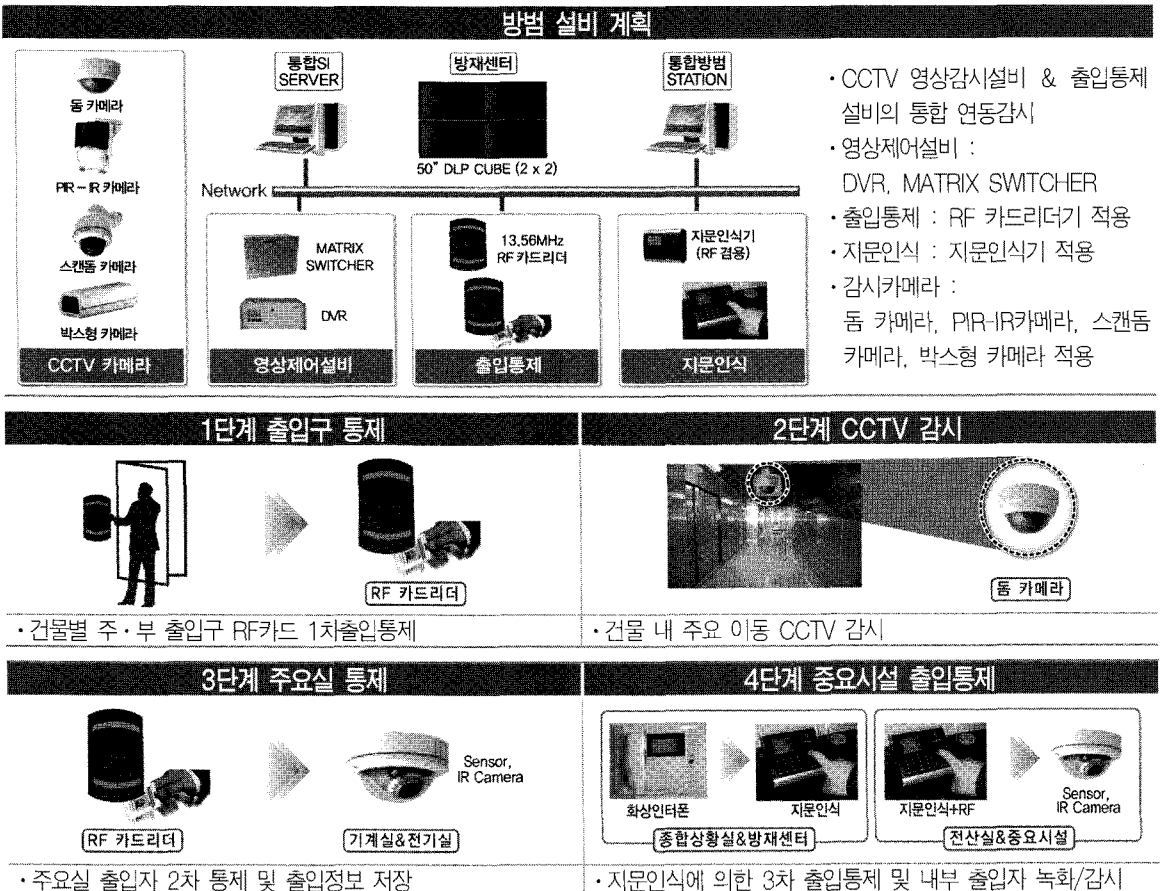 방범 설비 계획
돔 카메라
PIR-IR 카메라
스캔돔 카메라
박스형 카메라
CCTV 카메라
통합SI
SERVER
방재센터
50" DLP CUBE (2 x 2)
통합방범
STATION
Network
MATRIX
SWITCHER
DVR
영상제어설비
13.56MHz
RF 카드리더
출입통제
지문인식기
(RF 겸용)
지문인식
· CCTV 영상감시설비 & 출입통제
설비의 통합 연동감시
· 영상제어설비 :
DVR, MATRIX SWITCHER
· 출입통제 : RF 카드리더기 적용
· 지문인식 : 지문인식기 적용
· 감시카메라 :
돔 카메라, PIR-IR카메라, 스캔돔
카메라, 박스형 카메라 적용
1단계 출입구 통제
RF 카드리더
· 건물별 주·부 출입구 RF카드 1차출입통제
2단계 CCTV 감시
돔 카메라
· 건물 내 주요 이동 CCTV 감시
3단계 주요실 통제
RF 카드리더
Sensor,
IR Camera
기계실&전기실
· 주요실 출입자 2차 통제 및 출입정보 저장
4단계 중요시설 출입통제
화상인터폰
지문인식
종합상황실&방재센터
지문인식+RF
Sensor,
IR Camera
전산실&중요시설
· 지문인식에 의한 3차 출입통제 및 내부 출입자 녹화/감시